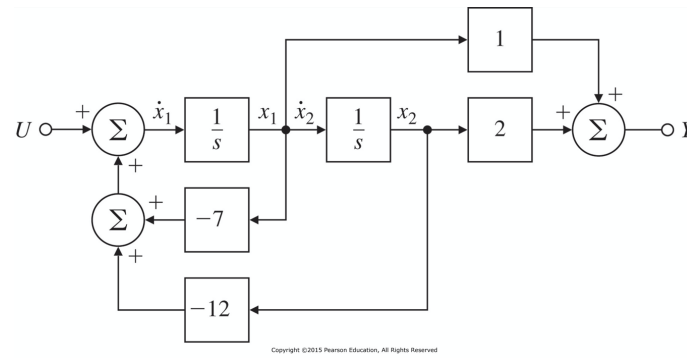 1
U + Σ + ẋ₁ 1/s x₁ ẋ₂ 1/s x₂ 2 + + Σ Y
Σ + −7
+ −12
Copyright ©2015 Pearson Education, All Rights Reserved